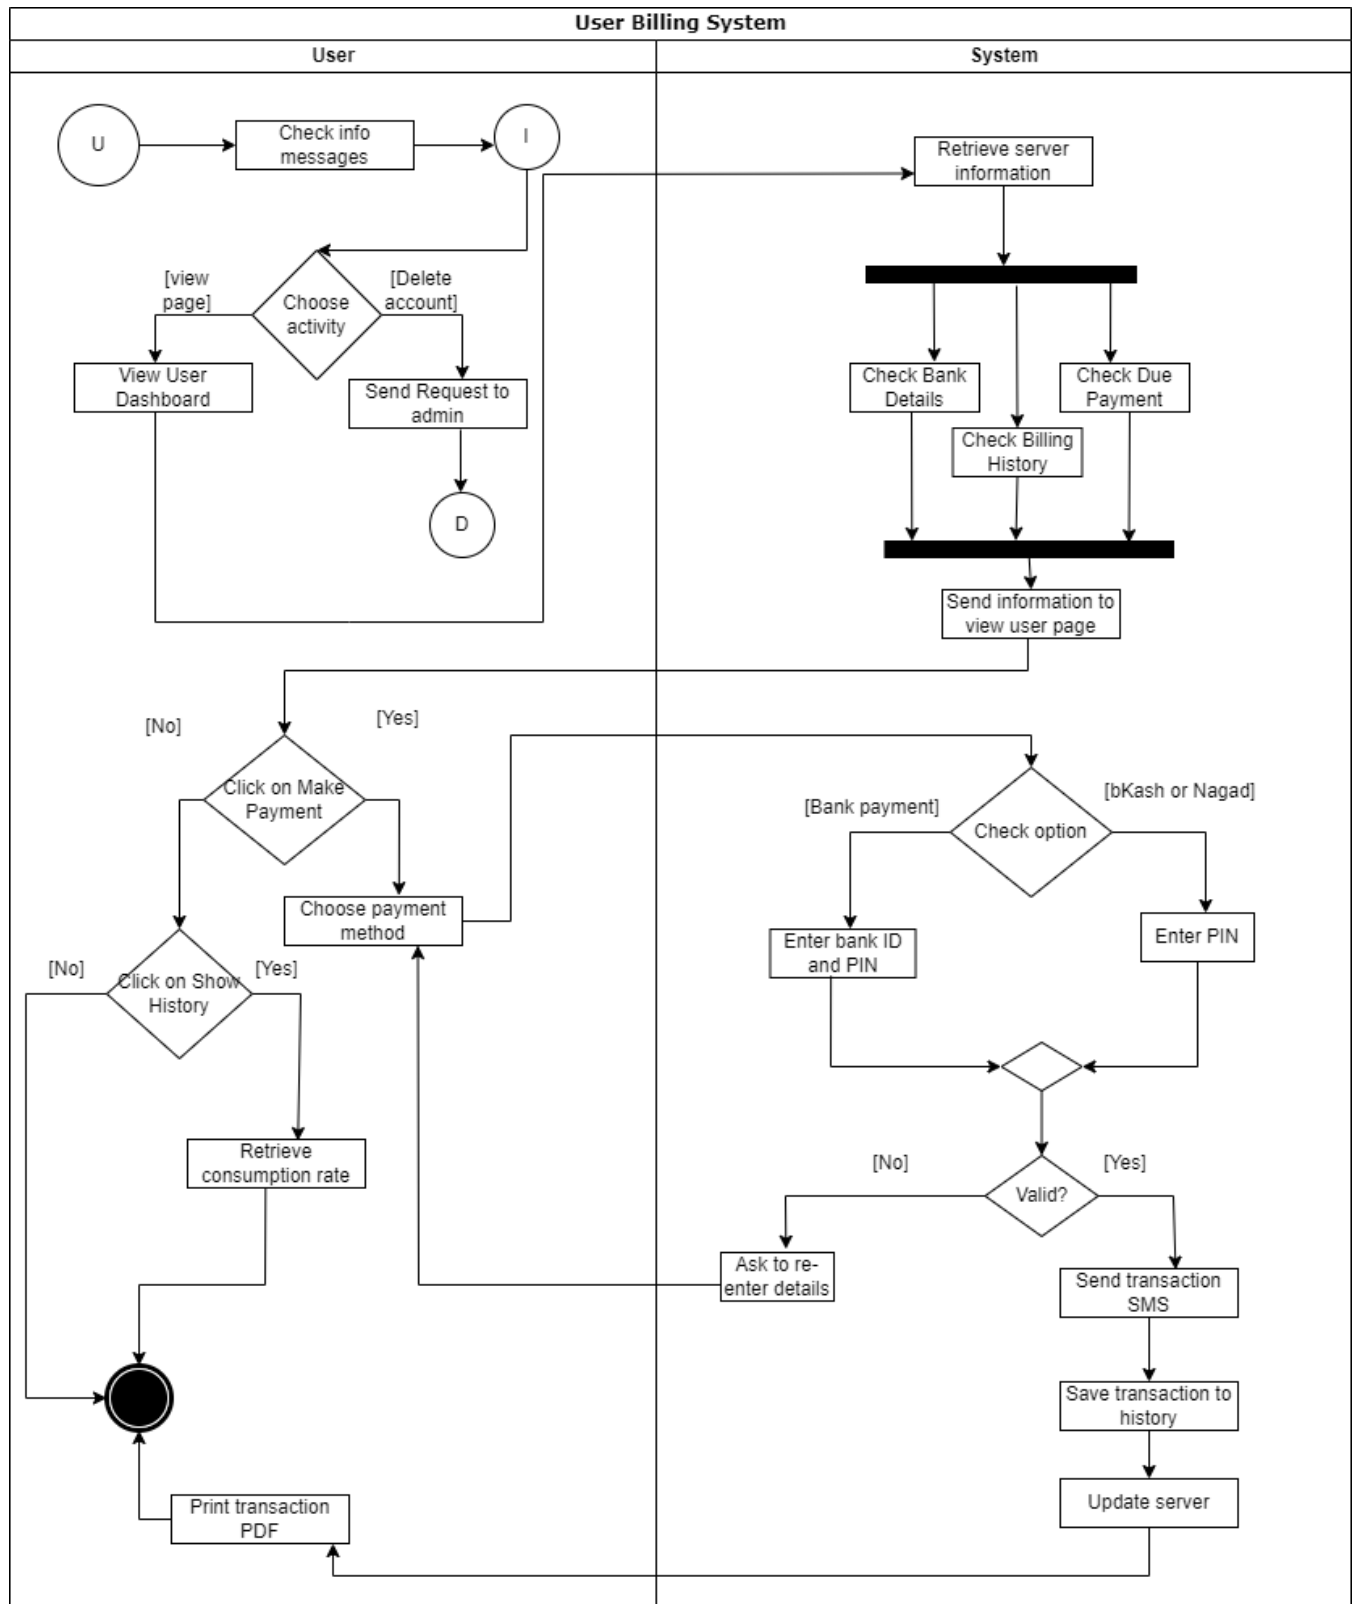 User Billing System
User
System
U
Check info
messages
I
Retrieve server
information
[view
page]
Choose
activity
[Delete
account]
View User
Dashboard
Send Request to
admin
D
Check Bank
Details
Check Due
Payment
Check Billing
History
Send information to
view user page
[No]
[Yes]
Click on Make
Payment
Choose payment
method
[Bank payment]
[bKash or Nagad]
Check option
Enter bank ID
and PIN
Enter PIN
[No]
Click on Show
History
[Yes]
Retrieve
consumption rate
[No]
[Yes]
Valid?
Ask to re-
enter details
Send transaction
SMS
Save transaction to
history
Update server
Print transaction
PDF